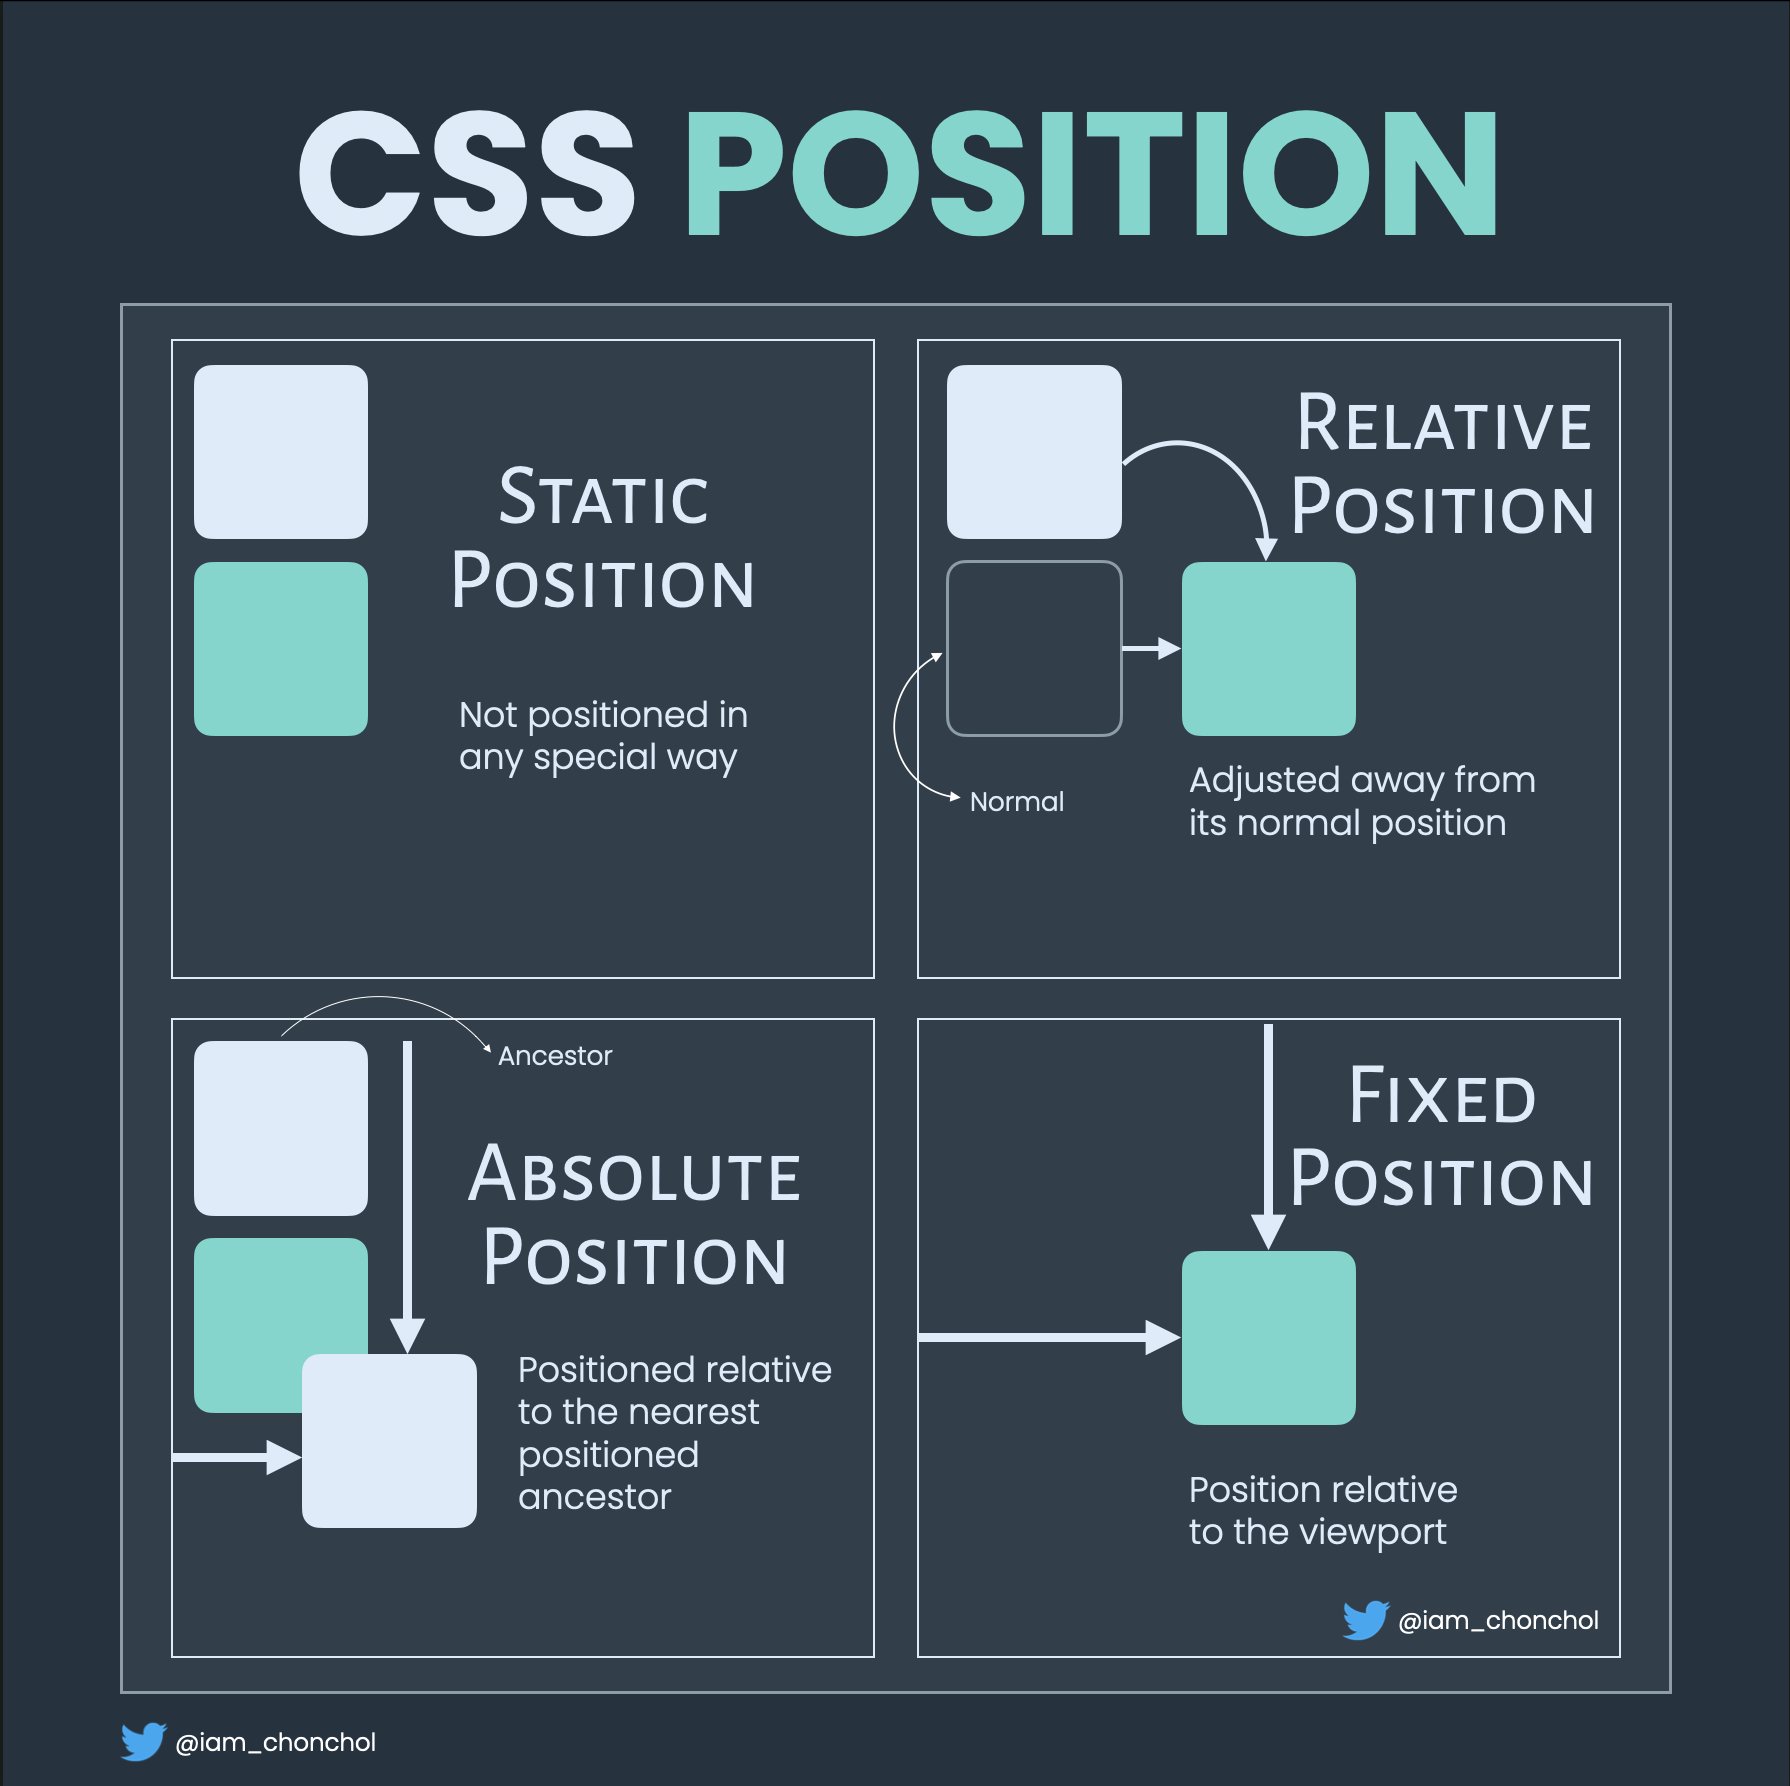 CSS POSITION
STATIC
POSITION
Not positioned in
any special way
RELATIVE
POSITION
Normal
Adjusted away from
its normal position
Ancestor
ABSOLUTE
POSITION
Positioned relative
to the nearest
positioned
ancestor
FIXED
POSITION
Position relative
to the viewport
@iam_chonchol
@iam_chonchol